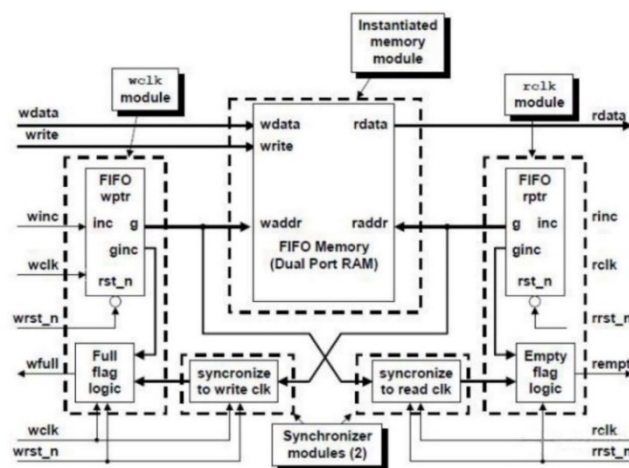 Instantiated
memory
module
wclk
module
rclk
module
wdata
write
wdata
rdata
write
rdata
FIFO
wptr
FIFO
rptr
winc
inc
g
waddr
raddr
g
inc
rinc
ginc
FIFO Memory
(Dual Port RAM)
ginc
wclk
rclk
rst_n
rst_n
wrst_n
rrst_n
wfull
Full
flag
logic
syncronize
to write clk
syncronize
to read clk
Empty
flag
logic
rempt
wclk
wrst_n
Synchronizer
modules (2)
rclk
rrst_n